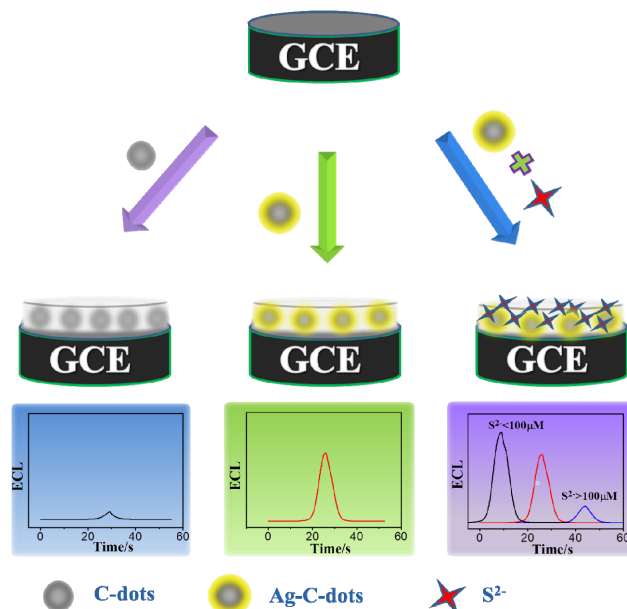 GCE
GCE
GCE
GCE
ECL
0 20 40 60
Time/s
ECL
0 20 40 60
Time/s
S²⁻<100μM
S²⁻>100μM
ECL
0 20 40 60
Time/s
C-dots
Ag-C-dots
S²⁻